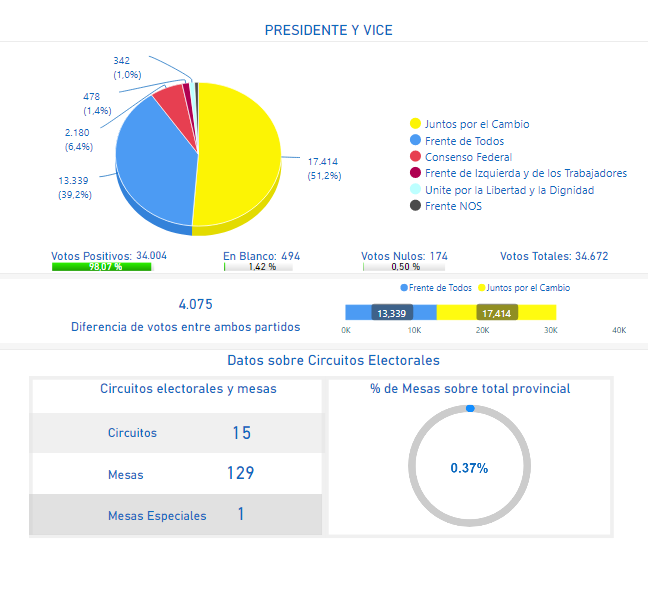 PRESIDENTE Y VICE
342
(1,0%)
478
(1,4%)
2.180
(6,4%)
13.339
(39,2%)
17.414
(51,2%)
Juntos por el Cambio
Frente de Todos
Consenso Federal
Frente de Izquierda y de los Trabajadores
Unite por la Libertad y la Dignidad
Frente NOS
Votos Positivos: 34.004
98,07 %
En Blanco: 494
1,42 %
Votos Nulos: 174
0,50 %
Votos Totales: 34.672
4.075
Diferencia de votos entre ambos partidos
Frente de Todos Juntos por el Cambio
13,339 17,414
0K 10K 20K 30K 40K
Datos sobre Circuitos Electorales
Circuitos electorales y mesas
Circuitos 15
Mesas 129
Mesas Especiales 1
% de Mesas sobre total provincial
0.37%